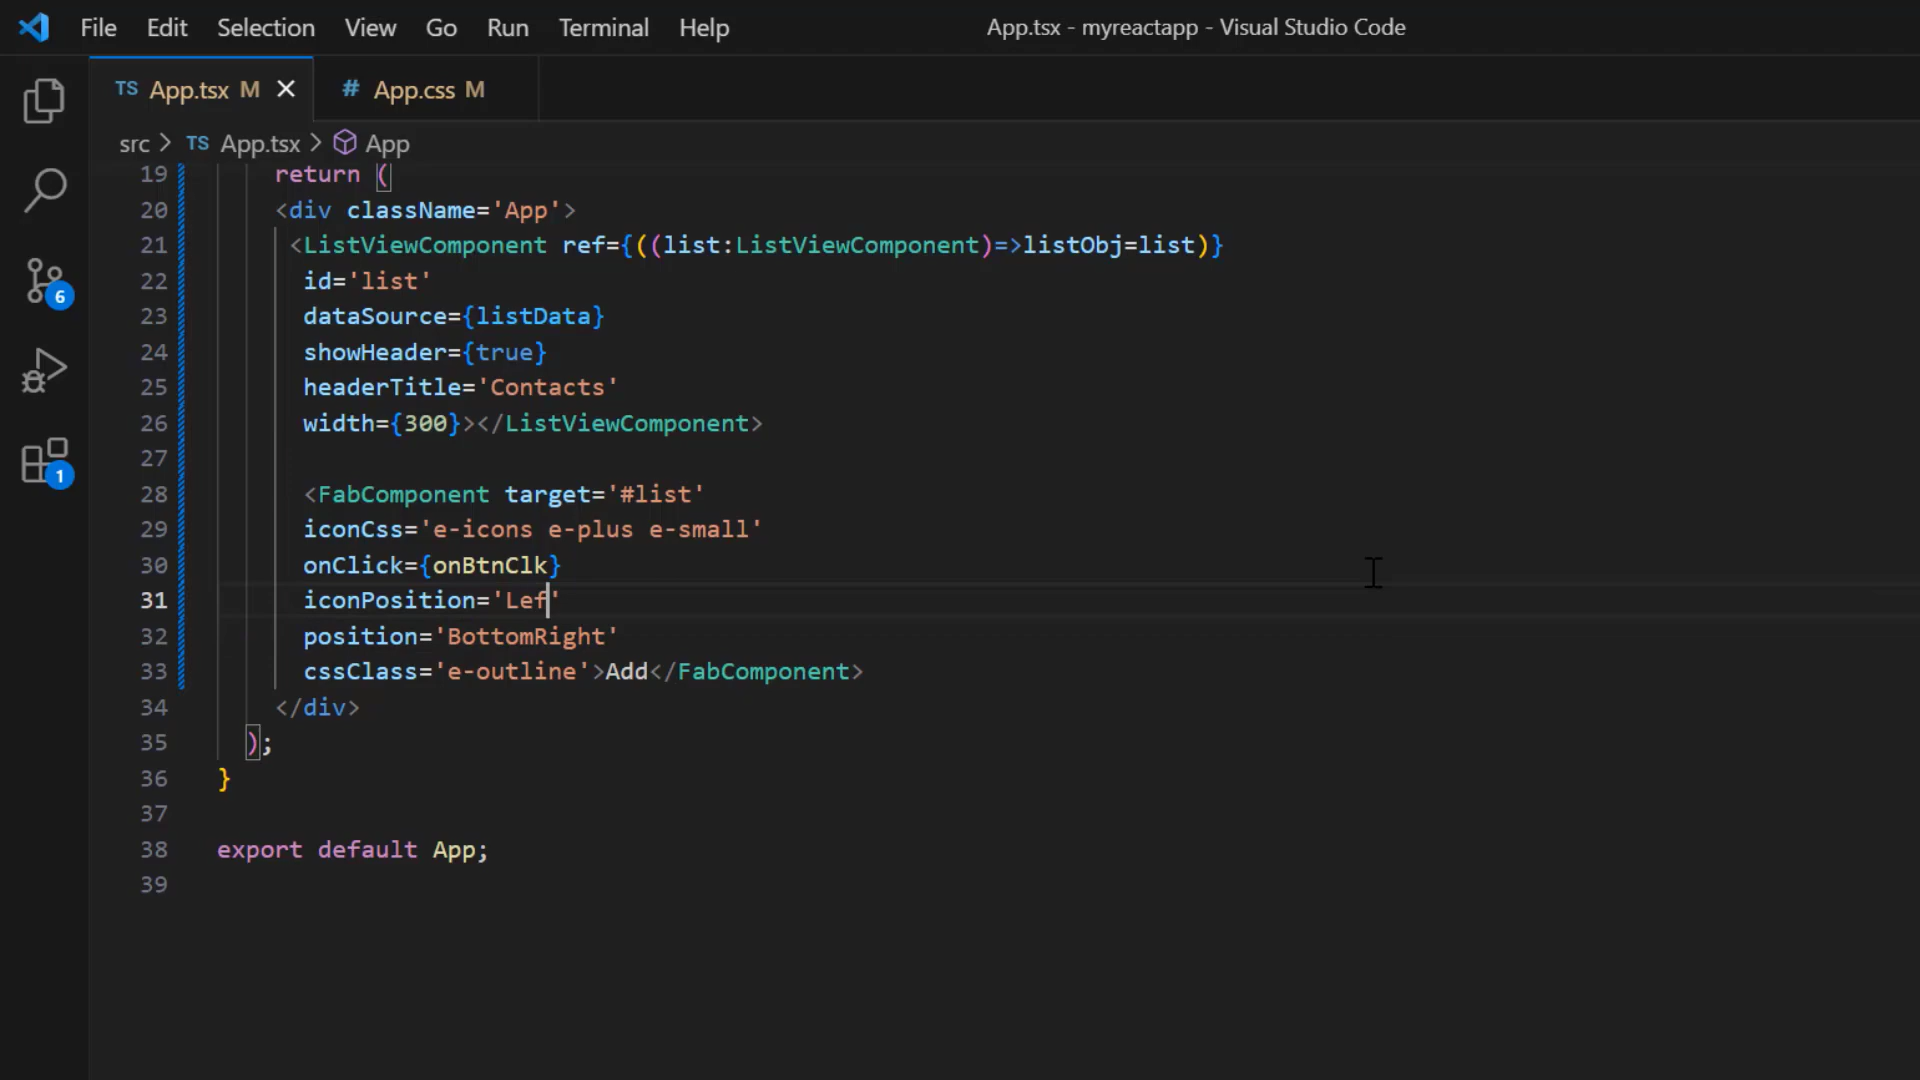 File Edit Selection View Go Run Terminal Help App.tsx - myreactapp - Visual Studio Code
TS App.tsx M # App.css M
src > TS App.tsx > App
19 return (
20 <div className='App'>
21 <ListViewComponent ref={((list:ListViewComponent)=>listObj=list)}
22 id='list'
23 dataSource={listData}
24 showHeader={true}
25 headerTitle='Contacts'
26 width={300}></ListViewComponent>
27
28 <FabComponent target='#list'
29 iconCss='e-icons e-plus e-small'
30 onClick={onBtnClk}
31 iconPosition='Lef'
32 position='BottomRight'
33 cssClass='e-outline'>Add</FabComponent>
34 </div>
35 );
36 }
37
38 export default App;
39
6
1